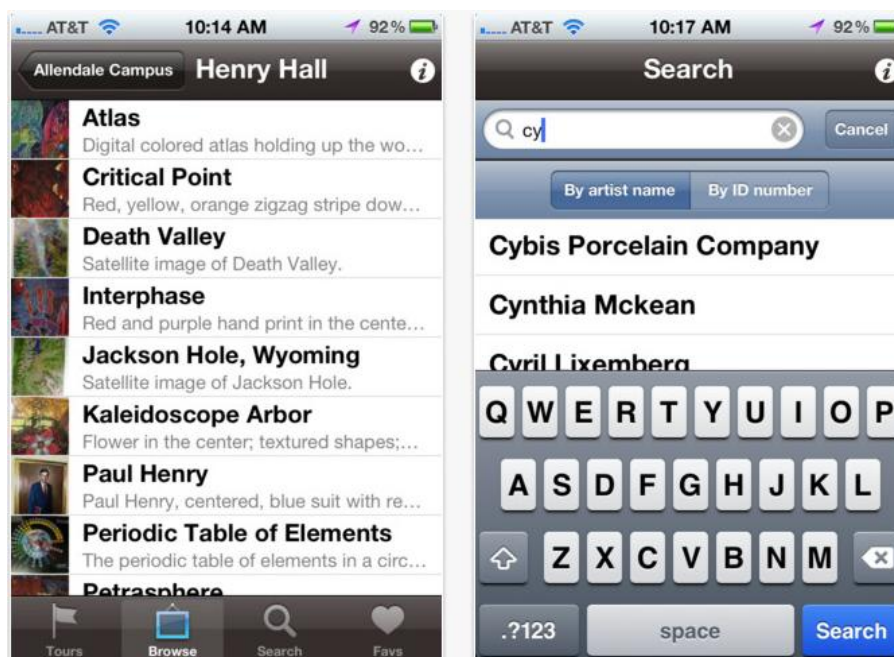 AT&T 10:14 AM 92%
Allendale Campus Henry Hall i
Atlas
Digital colored atlas holding up the wo...
Critical Point
Red, yellow, orange zigzag stripe dow...
Death Valley
Satellite image of Death Valley.
Interphase
Red and purple hand print in the cente...
Jackson Hole, Wyoming
Satellite image of Jackson Hole.
Kaleidoscope Arbor
Flower in the center; textured shapes;...
Paul Henry
Paul Henry, centered, blue suit with re...
Periodic Table of Elements
The periodic table of elements in a circ...
Petrasphere
Tours Browse Search Favs
AT&T 10:17 AM 92%
Search i
cy Cancel
By artist name By ID number
Cybis Porcelain Company
Cynthia Mckean
Cyril Lixemberg
Q W E R T Y U I O P
A S D F G H J K L
Z X C V B N M
.?123 space Search